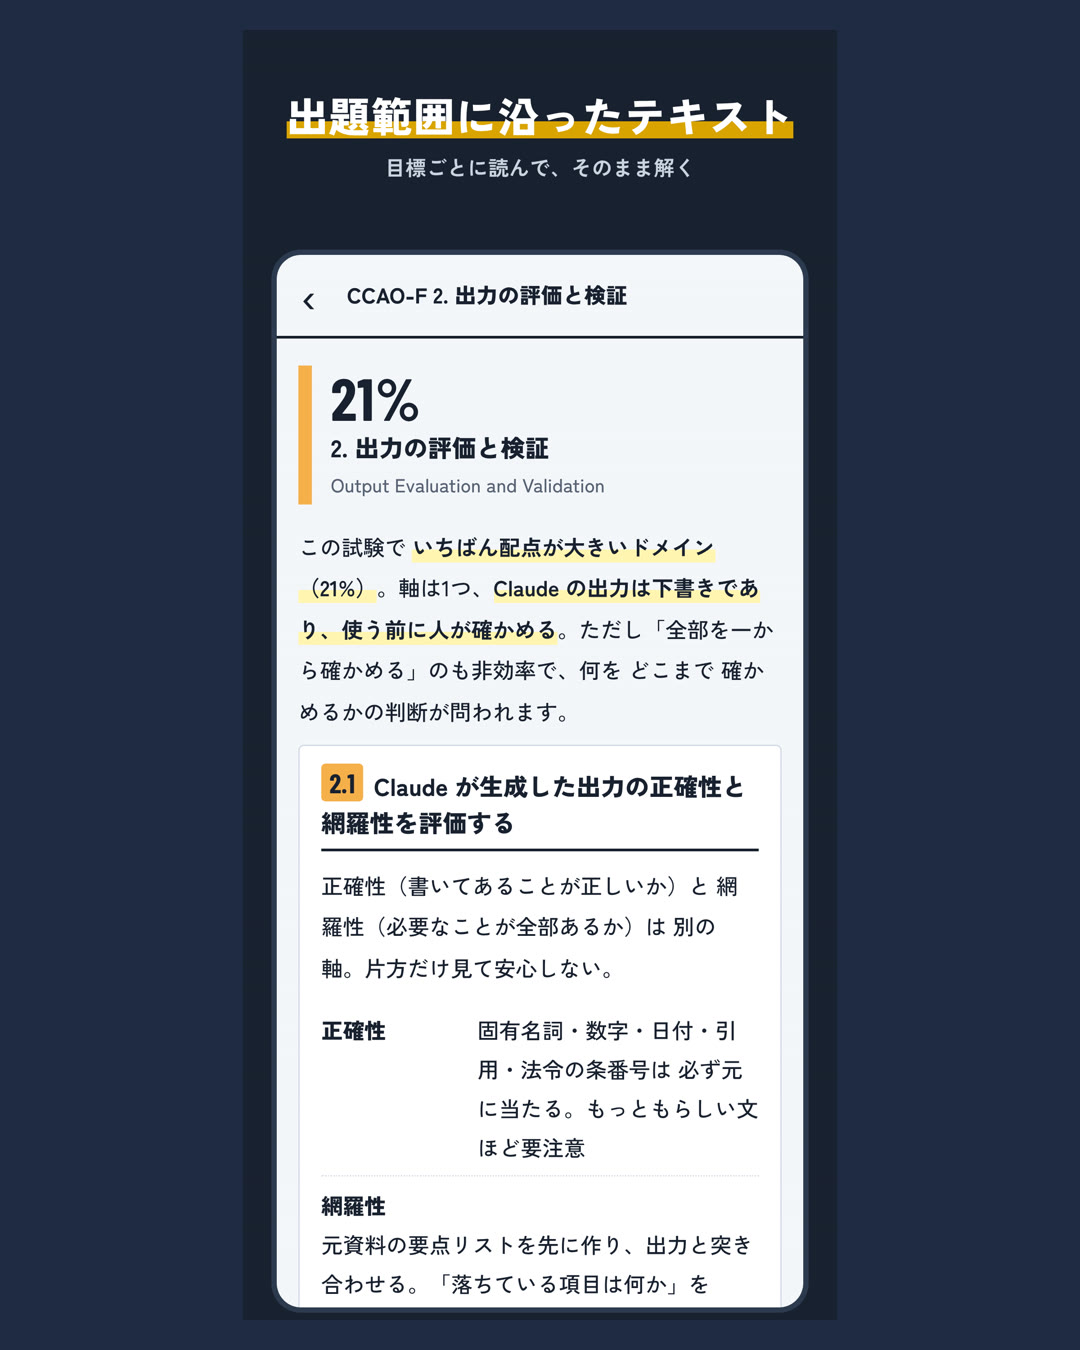 出題範囲に沿ったテキスト
目標ごとに読んで、そのまま解く
‹ CCAO-F 2. 出力の評価と検証
21%
2. 出力の評価と検証
Output Evaluation and Validation
この試験で いちばん配点が大きいドメイン
（21%）。軸は1つ、Claude の出力は下書きであ
り、使う前に人が確かめる。ただし「全部を一か
ら確かめる」のも非効率で、何を どこまで 確か
めるかの判断が問われます。
2.1 Claude が生成した出力の正確性と
網羅性を評価する
正確性（書いてあることが正しいか）と 網
羅性（必要なことが全部あるか）は 別の
軸。片方だけ見て安心しない。
正確性 固有名詞・数字・日付・引
用・法令の条番号は 必ず元
に当たる。もっともらしい文
ほど要注意
網羅性
元資料の要点リストを先に作り、出力と突き
合わせる。「落ちている項目は何か」を